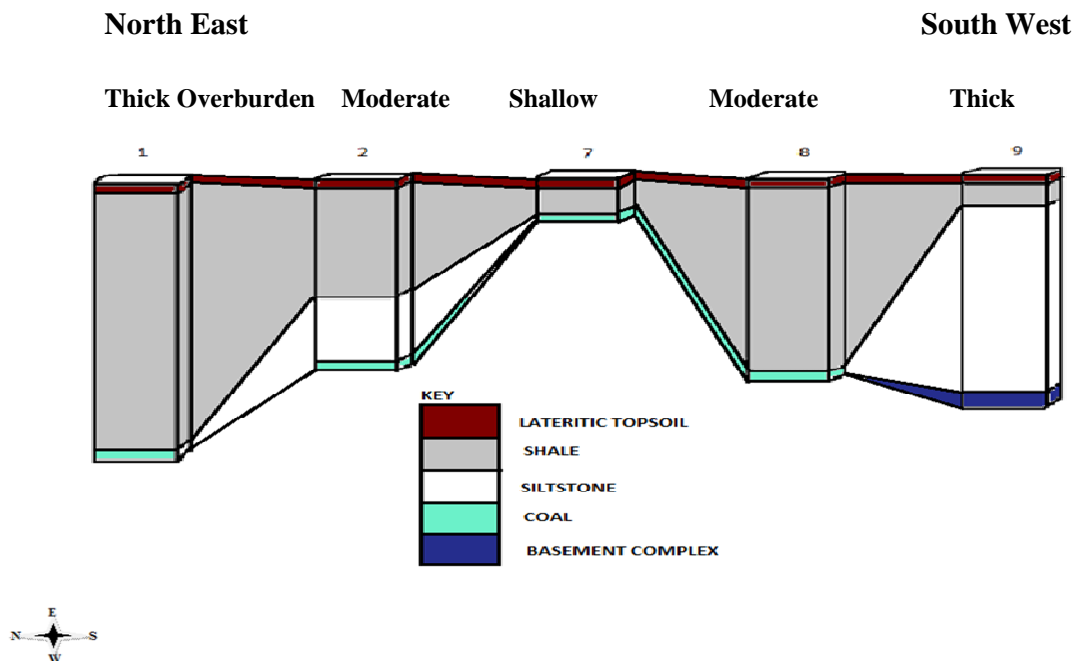 North East South West
Thick Overburden Moderate Shallow Moderate Thick
1 2 7 8 9
KEY
LATERITIC TOPSOIL
SHALE
SILTSTONE
COAL
BASEMENT COMPLEX
E
N S
W